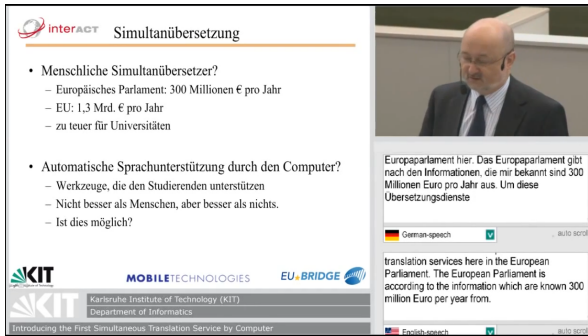 interACT
Simultanübersetzung
• Menschliche Simultanübersetzer?
– Europäisches Parlament: 300 Millionen € pro Jahr
– EU: 1,3 Mrd. € pro Jahr
– zu teuer für Universitäten
• Automatische Sprachunterstützung durch den Computer?
– Werkzeuge, die den Studierenden unterstützen
– Nicht besser als Menschen, aber besser als nichts.
– Ist dies möglich?
KIT
MOBILETECHNOLOGIES
EU-BRIDGE
KIT
Karlsruhe Institute of Technology (KIT)
Department of Informatics
Introducing the First Simultaneous Translation Service by Computer
Europaparlament hier. Das Europaparlament gibt
nach den Informationen, die mir bekannt sind 300
Millionen Euro pro Jahr aus. Um diese
Übersetzungsdienste
German-speech
auto scroll
translation services here in the European
Parliament. The European Parliament is
according to the information which are known 300
million Euro per year from.
English-speech
auto scroll